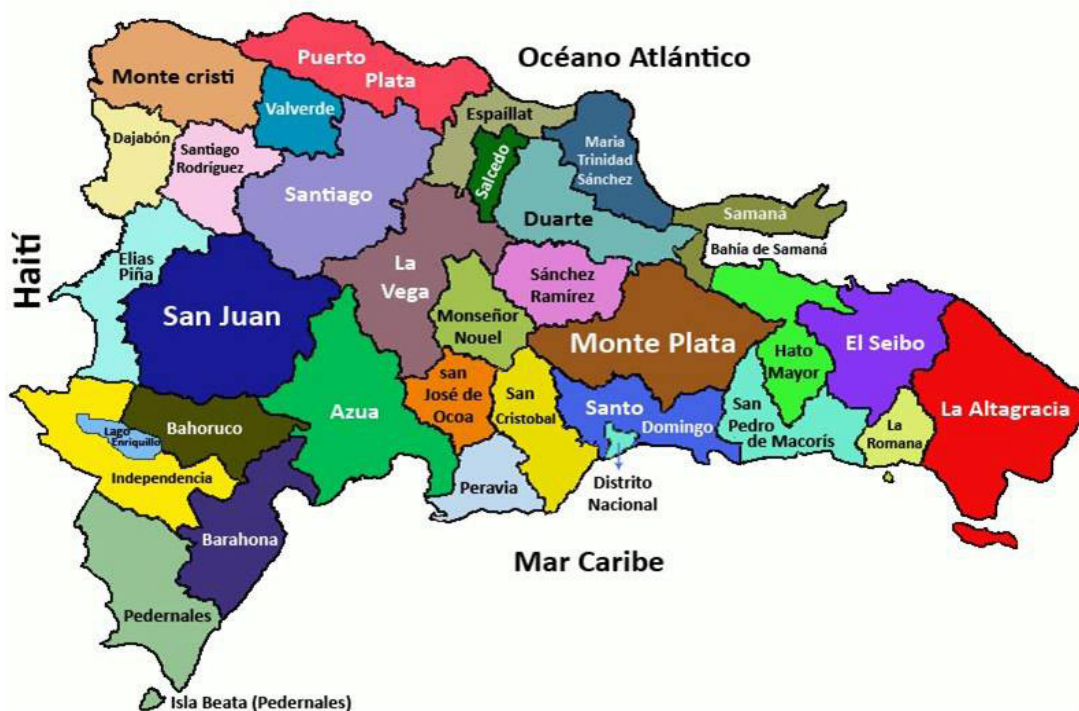 Océano Atlántico
Puerto
Plata
Monte cristi
Valverde
Espaíllat
Dajabón
Santiago
Rodríguez
Salcedo
Maria
Trinidad
Sánchez
Santiago
Duarte
Samaná
Bahía de Samaná
Haití
Elias
Piña
La
Vega
Sánchez
Ramírez
San Juan
Monseñor
Nouel
Monte Plata
Hato
Mayor
El Seibo
san
José de
Ocoa
San
Cristobal
Azua
Santo
Domingo
San
Pedro
de Macorís
La
Romana
La Altagracia
Bahoruco
Lago
Enriquillo
Independencia
Peravia
Distrito
Nacional
Barahona
Mar Caribe
Pedernales
Isla Beata (Pedernales)